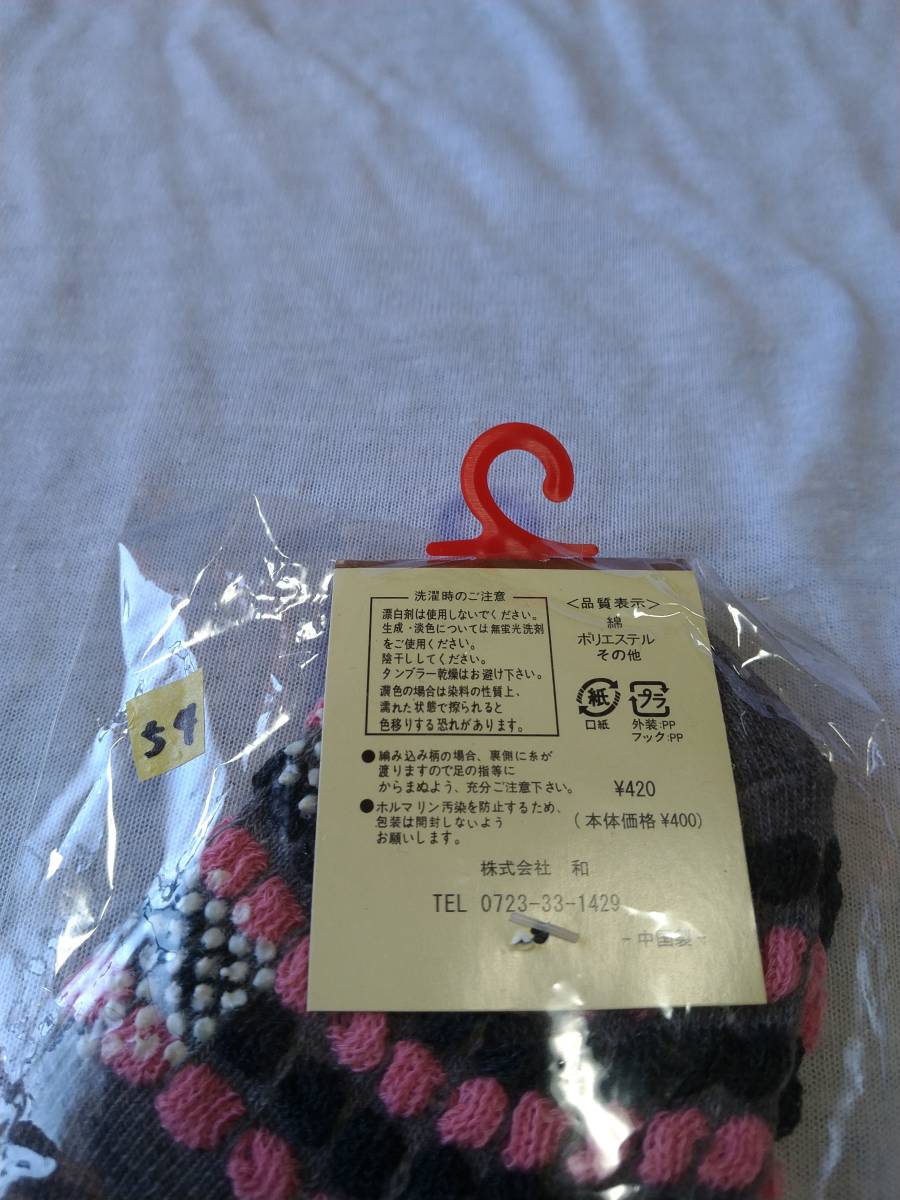 洗濯時のご注意
漂白剤は使用しないでください。
生成・淡色については無蛍光洗剤
をご使用ください。
陰干ししてください。
タンブラー乾燥はお避け下さい。
濃色の場合は染料の性質上、
濡れた状態で擦られると
色移りする恐れがあります。
●編み込み柄の場合、裏側に糸が
渡りますので足の指等に
からまぬよう、充分ご注意下さい。
●ホルマリン汚染を防止するため、
包装は開封しないよう
お願いします。
<品質表示>
綿
ポリエステル
その他
紙
口紙
プラ
外装:PP
フック:PP
¥420
(本体価格¥400)
株式会社 和
TEL 0723-33-1429
-中国製-
54